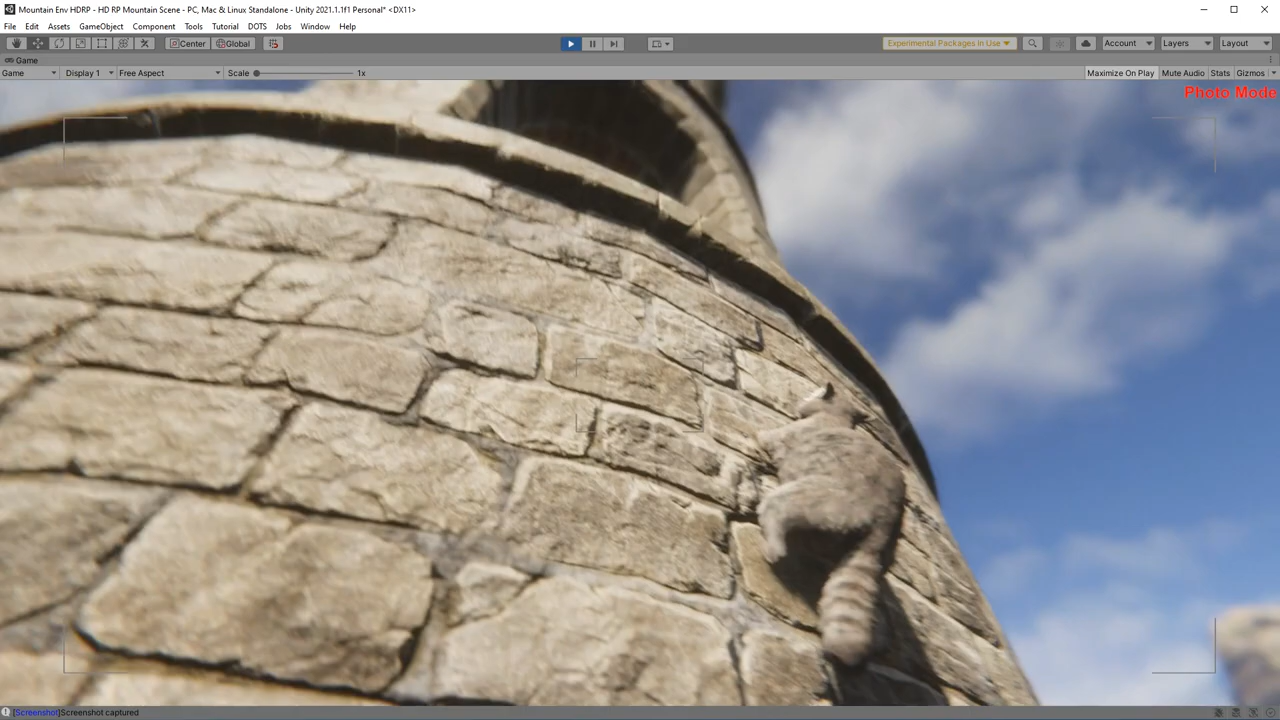 Mountain Env HDRP - HD RP Mountain Scene - PC, Mac & Linux Standalone - Unity 2021.1.1f1 Personal* <DX11>
File Edit Assets GameObject Component Tools Tutorial DOTS Jobs Window Help
Center Global Experimental Packages in Use Account Layers Layout
Game
Game Display 1 Free Aspect Scale 1x Maximize On Play Mute Audio Stats Gizmos
Photo Mode
[Screenshot]Screenshot captured